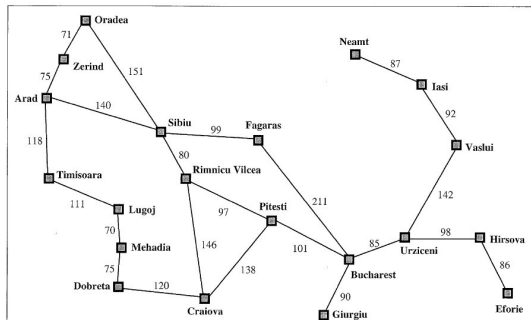 Oradea
71
Neamt
Zerind
87
151
75
Iasi
Arad
140
92
Sibiu
99
Fagaras
118
Vaslui
80
Timisoara
Rimnicu Vilcea
142
111
211
Lugoj
97
Pitesti
70
98
Hirsova
146
101
85
Urziceni
Mehadia
138
86
75
Bucharest
120
90
Dobreta
Craiova
Eforie
Giurgiu